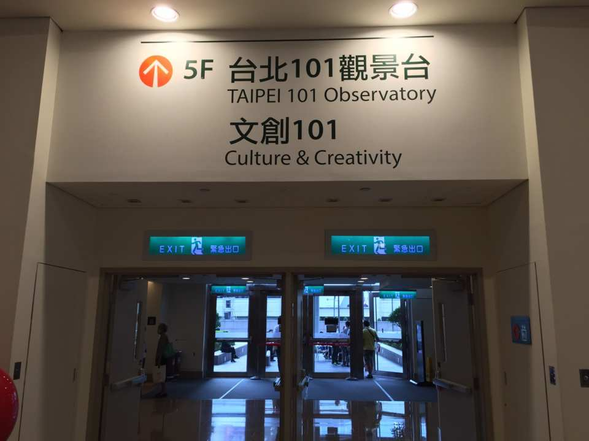 5F 台北101觀景台
TAIPEI 101 Observatory
文創101
Culture & Creativity
EXIT 緊急出口
EXIT 緊急出口